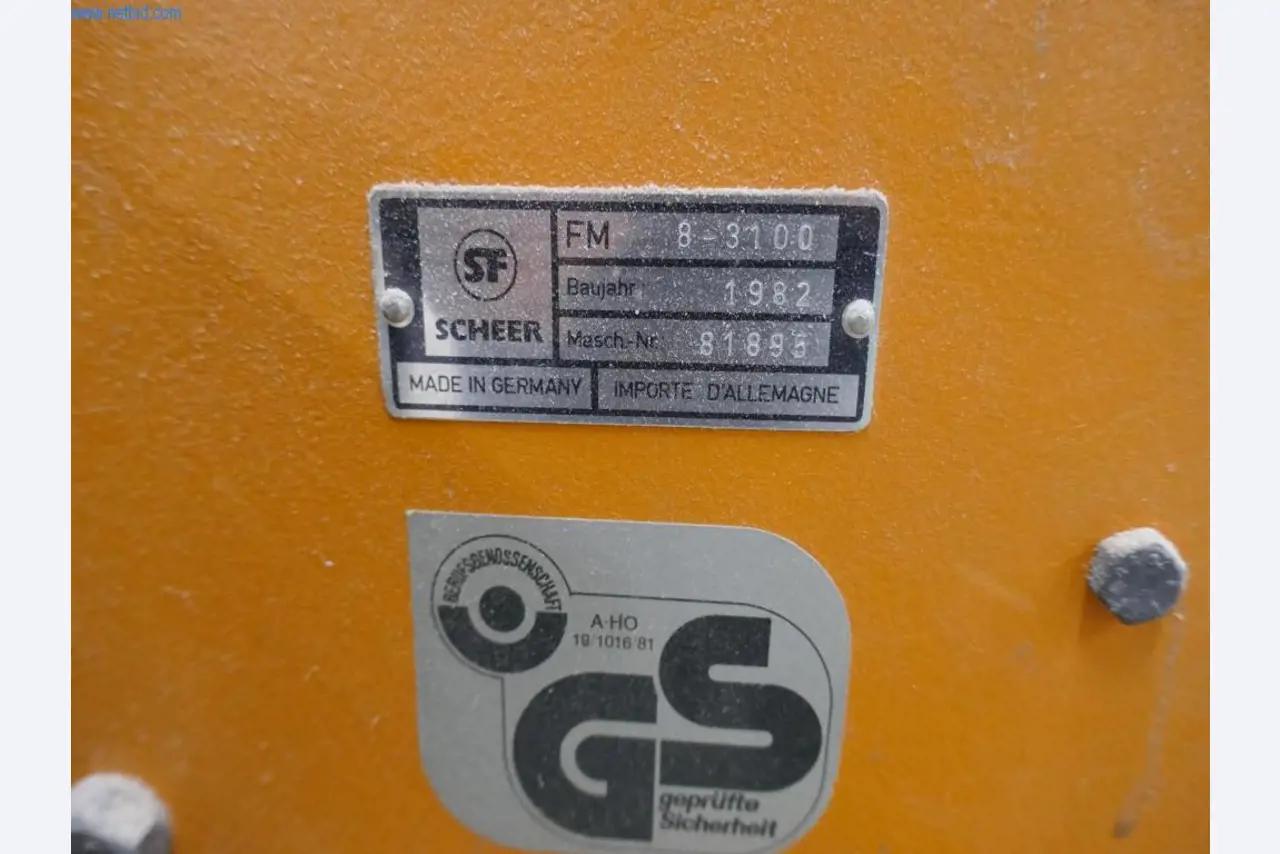 www.netbid.com
SF
SCHEER
FM 8-3100
Baujahr: 1982
Masch.-Nr. 81895
MADE IN GERMANY
IMPORTE D'ALLEMAGNE
BERUFSGENOSSENSCHAFT
A-HO
19/1016/81
GS
geprüfte
Sicherheit